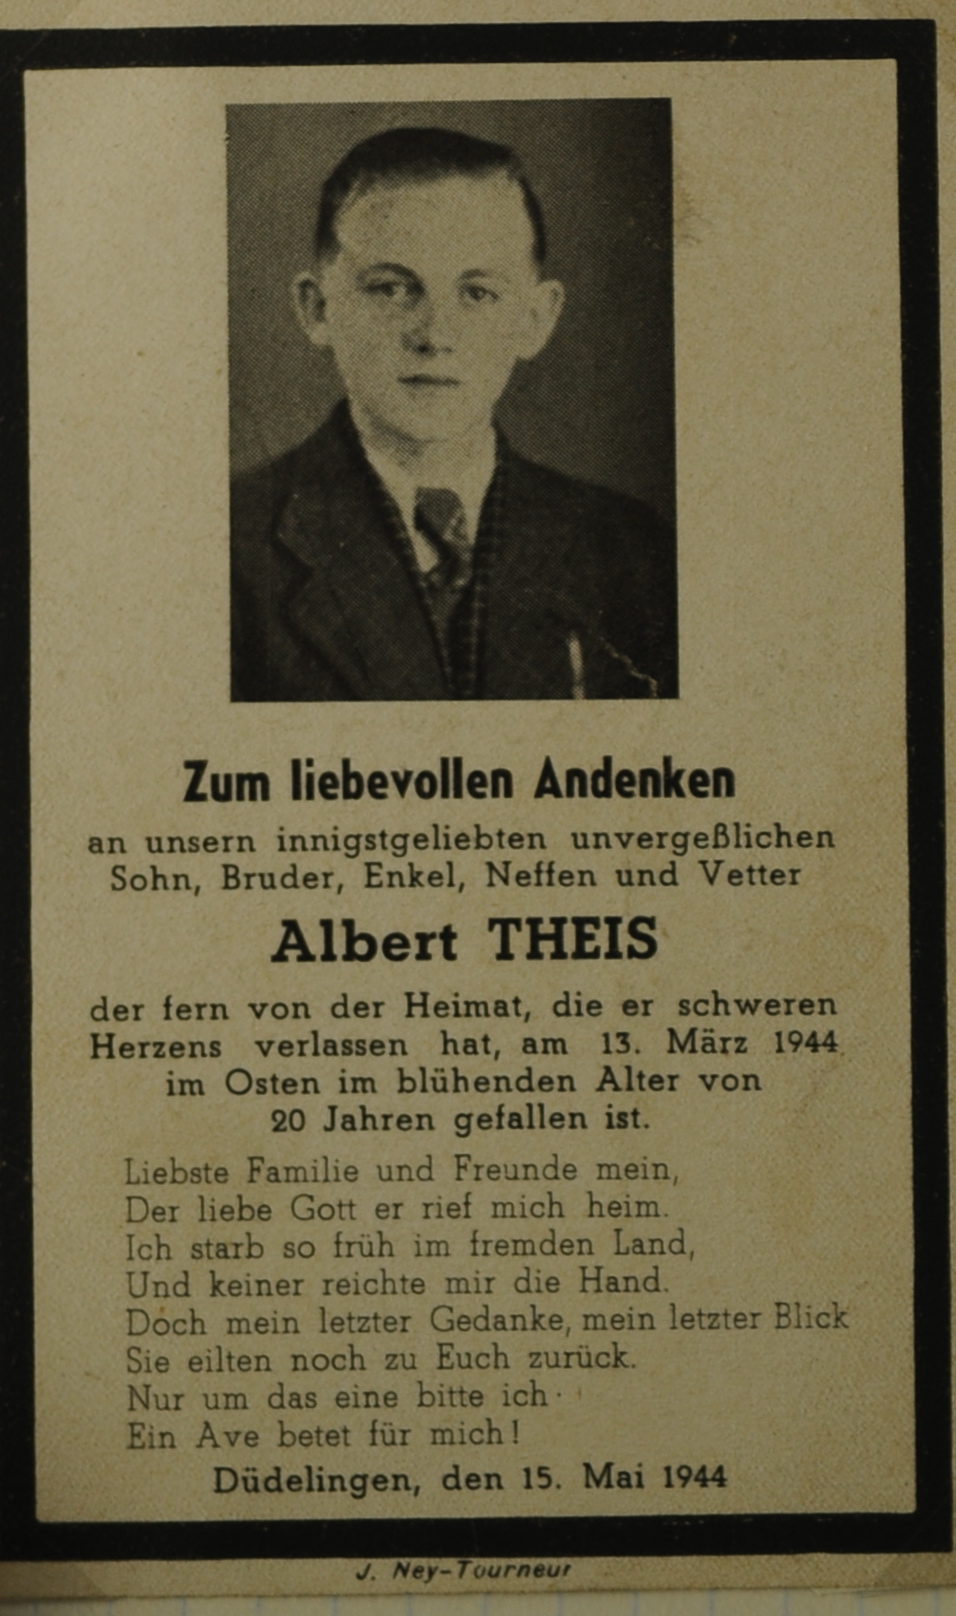 Zum liebevollen Andenken
an unsern innigstgeliebten unvergeßlichen
Sohn, Bruder, Enkel, Neffen und Vetter
Albert THEIS
der fern von der Heimat, die er schweren
Herzens verlassen hat, am 13. März 1944
im Osten im blühenden Alter von
20 Jahren gefallen ist.
Liebste Familie und Freunde mein,
Der liebe Gott er rief mich heim.
Ich starb so früh im fremden Land,
Und keiner reichte mir die Hand.
Doch mein letzter Gedanke, mein letzter Blick
Sie eilten noch zu Euch zurück.
Nur um das eine bitte ich·
Ein Ave betet für mich!
Düdelingen, den 15. Mai 1944
J. Ney-Tourneur